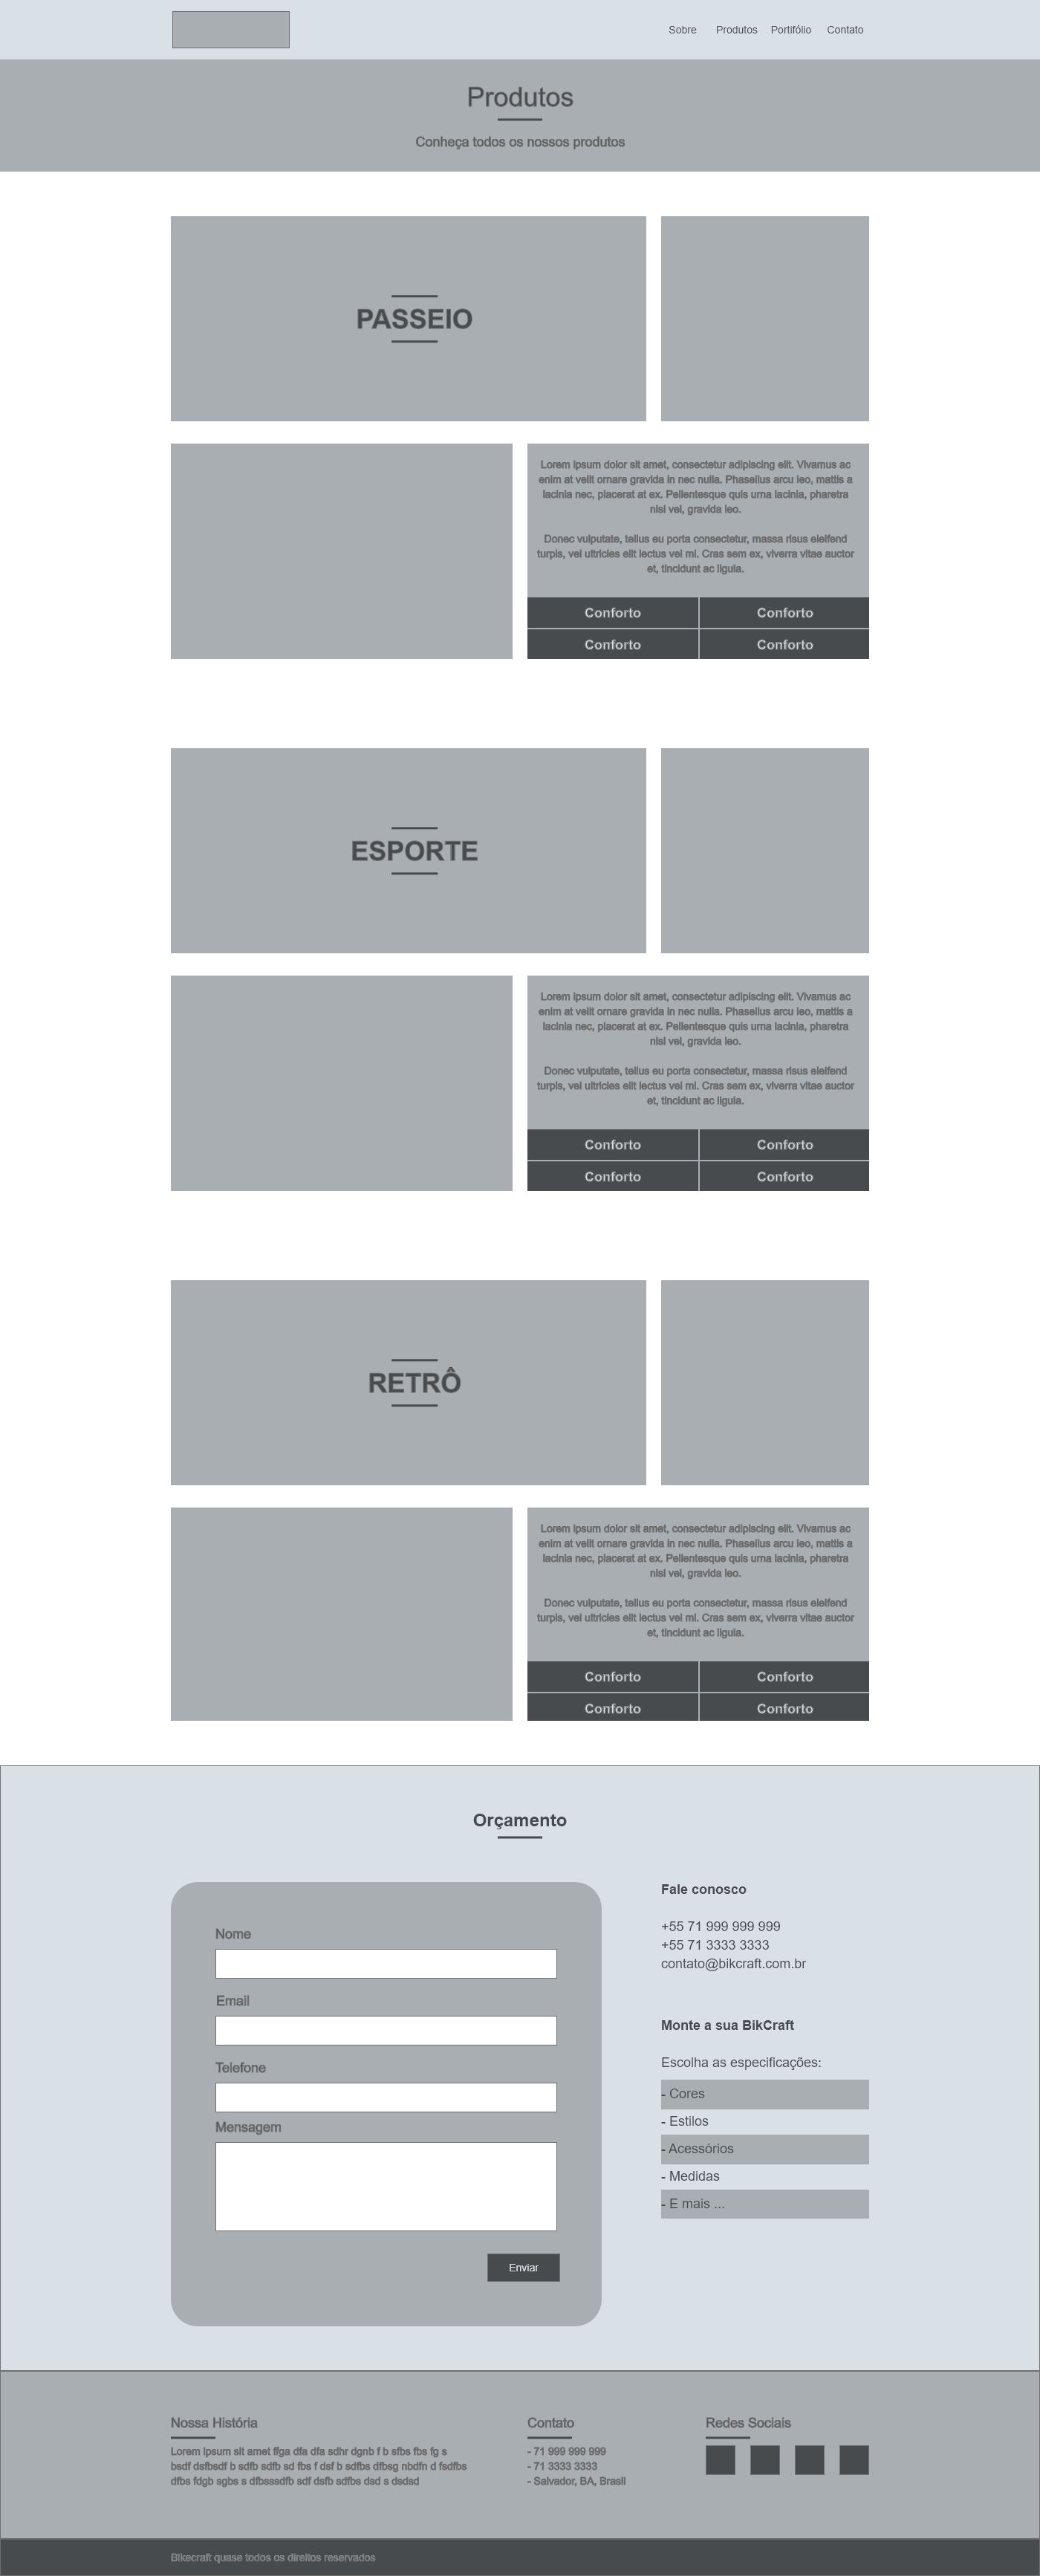 Sobre Produtos Portifólio Contato
Produtos
Conheça todos os nossos produtos
PASSEIO
Lorem ipsum dolor sit amet, consectetur adipiscing elit. Vivamus ac
enim at velit ornare gravida in nec nulla. Phasellus arcu leo, mattis a
lacinia nec, placerat at ex. Pellentesque quis urna lacinia, pharetra
nisi vel, gravida leo.
Donec vulputate, tellus eu porta consectetur, massa risus eleifend
turpis, vel ultricies elit lectus vel mi. Cras sem ex, viverra vitae auctor
et, tincidunt ac ligula.
Conforto Conforto
Conforto Conforto
ESPORTE
Lorem ipsum dolor sit amet, consectetur adipiscing elit. Vivamus ac
enim at velit ornare gravida in nec nulla. Phasellus arcu leo, mattis a
lacinia nec, placerat at ex. Pellentesque quis urna lacinia, pharetra
nisi vel, gravida leo.
Donec vulputate, tellus eu porta consectetur, massa risus eleifend
turpis, vel ultricies elit lectus vel mi. Cras sem ex, viverra vitae auctor
et, tincidunt ac ligula.
Conforto Conforto
Conforto Conforto
RETRÔ
Lorem ipsum dolor sit amet, consectetur adipiscing elit. Vivamus ac
enim at velit ornare gravida in nec nulla. Phasellus arcu leo, mattis a
lacinia nec, placerat at ex. Pellentesque quis urna lacinia, pharetra
nisi vel, gravida leo.
Donec vulputate, tellus eu porta consectetur, massa risus eleifend
turpis, vel ultricies elit lectus vel mi. Cras sem ex, viverra vitae auctor
et, tincidunt ac ligula.
Conforto Conforto
Conforto Conforto
Orçamento
Nome
Email
Telefone
Mensagem
Enviar
Fale conosco
+55 71 999 999 999
+55 71 3333 3333
contato@bikcraft.com.br
Monte a sua BikCraft
Escolha as especificações:
- Cores
- Estilos
- Acessórios
- Medidas
- E mais ...
Nossa História
Lorem ipsum sit amet ffga dfa dfa sdhr dgnb f b sfbs fbs fg s
bsdf dsfbsdf b sdfb sdfb sd fbs f dsf b sdfbs dfbsg nbdfn d fsdfbs
dfbs fdgb sgbs s dfbsssdfb sdf dsfb sdfbs dsd s dsdsd
Contato
- 71 999 999 999
- 71 3333 3333
- Salvador, BA, Brasil
Redes Sociais
Bikecraft quase todos os direitos reservados